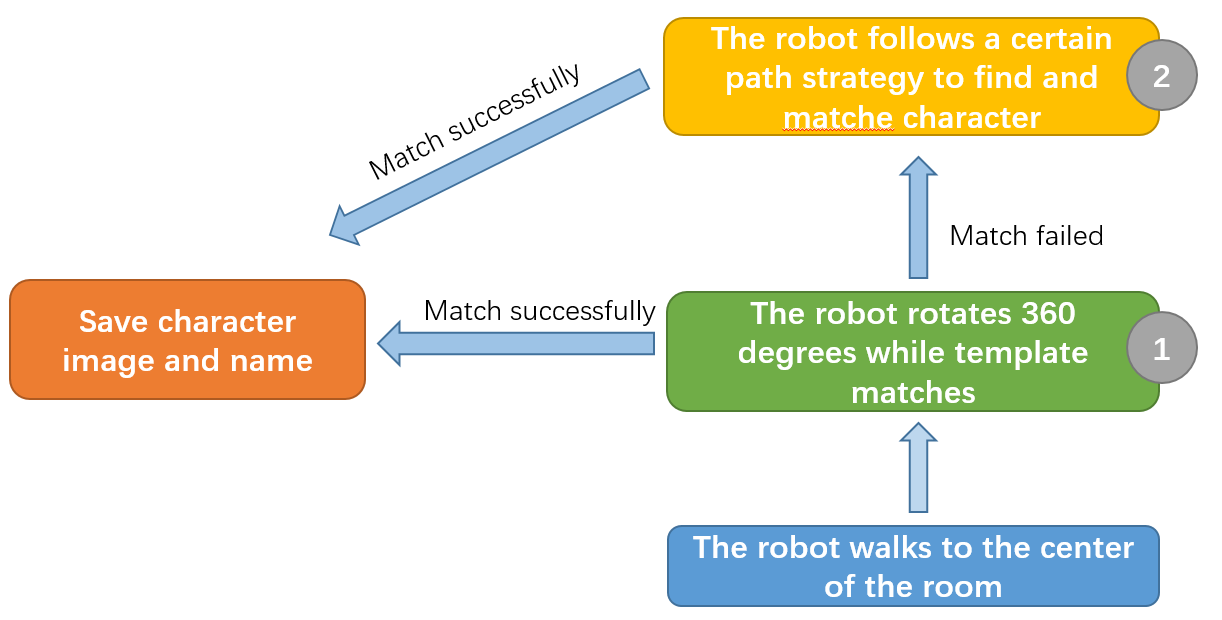 The robot follows a certain
path strategy to find and
matche character
2
Match successfully
Match failed
Save character
image and name
Match successfully
The robot rotates 360
degrees while template
matches
1
The robot walks to the center
of the room